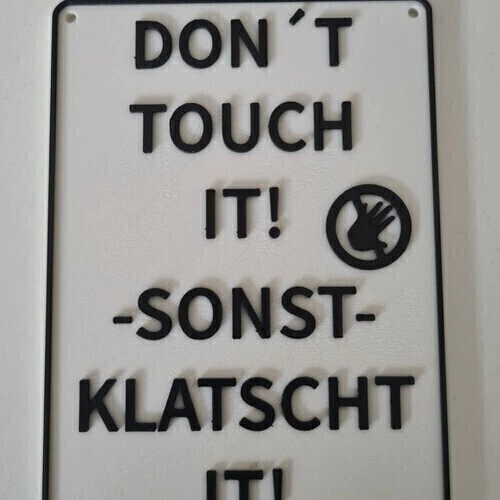 DON´T
TOUCH
IT!
-SONST-
KLATSCHT
IT!